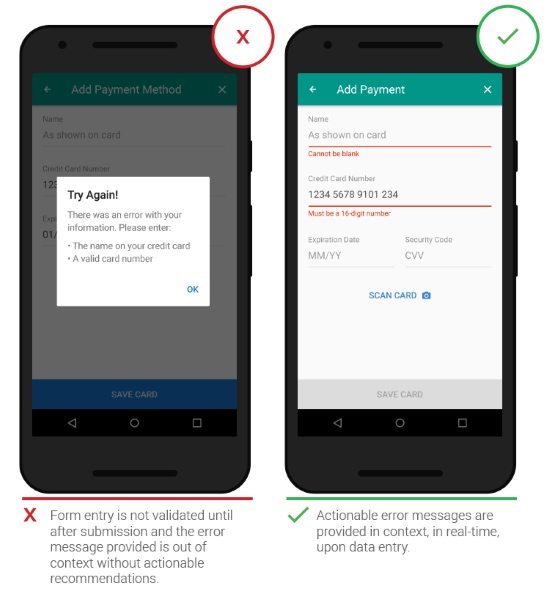 X
Add Payment Method
Name
As shown on card
Credit Card Number
123
Try Again!
There was an error with your
information. Please enter:
• The name on your credit card
• A valid card number
OK
Expi
01/
SAVE CARD
Add Payment
Name
As shown on card
Cannot be blank
Credit Card Number
1234 5678 9101 234
Must be a 16-digit number
Expiration Date Security Code
MM/YY CVV
SCAN CARD
SAVE CARD
X Form entry is not validated until
after submission and the error
message provided is out of
context without actionable
recommendations.
Actionable error messages are
provided in context, in real-time,
upon data entry.